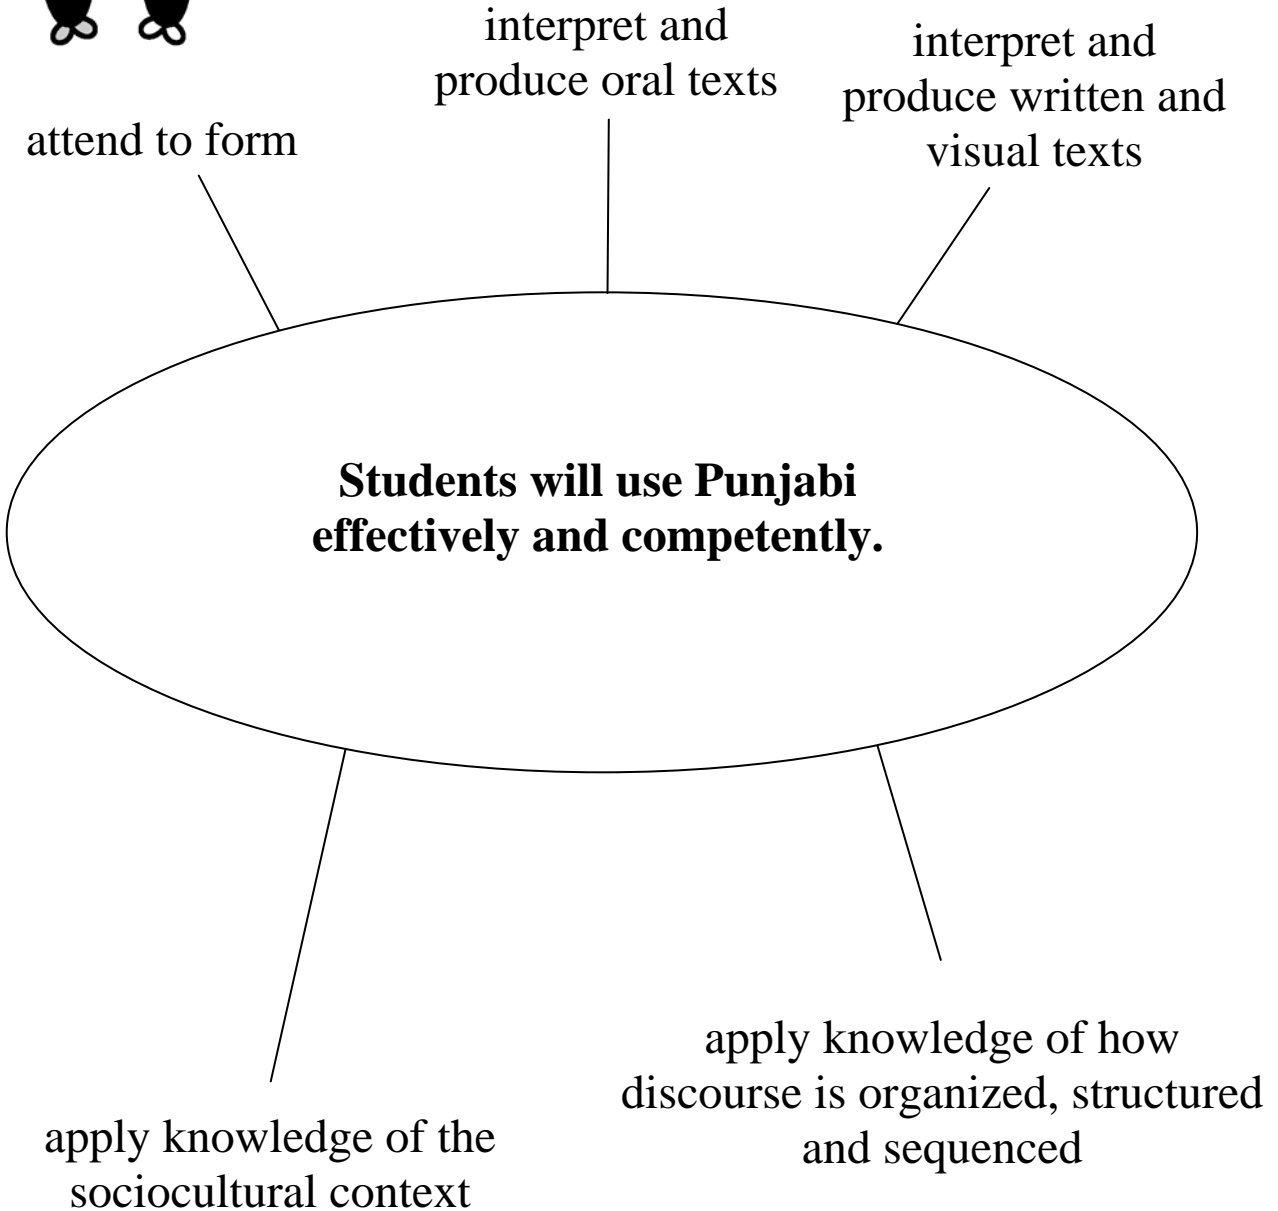 interpret and
produce oral texts
interpret and
produce written and
visual texts
attend to form
Students will use Punjabi
effectively and competently.
apply knowledge of how
discourse is organized, structured
and sequenced
apply knowledge of the
sociocultural context